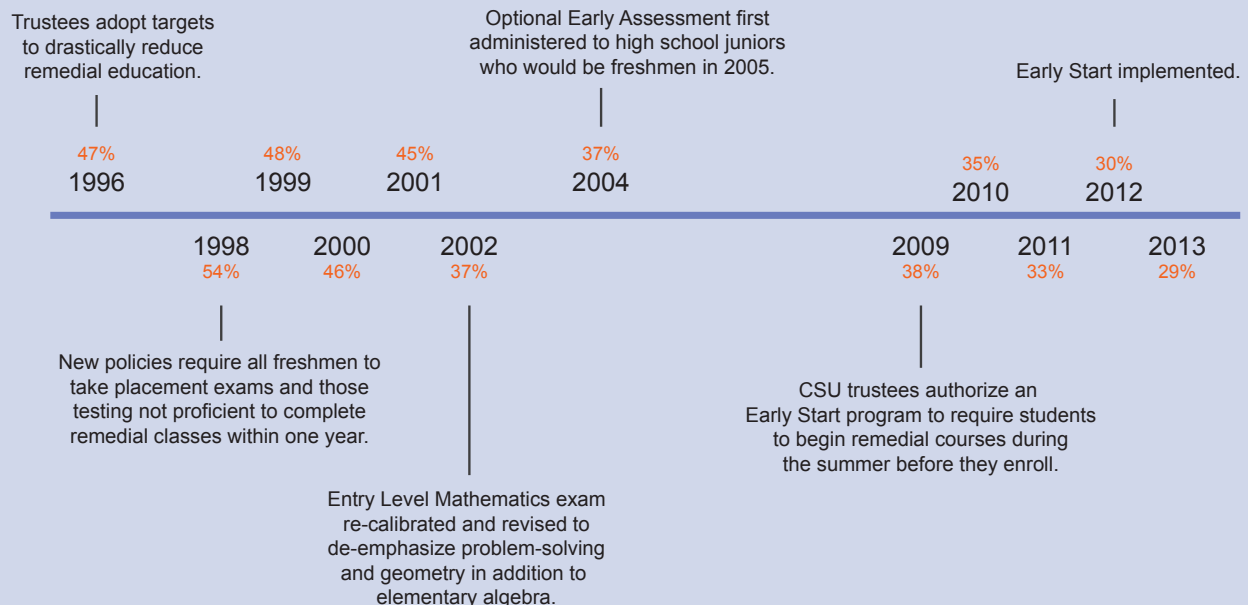 Trustees adopt targets
to drastically reduce
remedial education.
Optional Early Assessment first
administered to high school juniors
who would be freshmen in 2005.
Early Start implemented.
47%
1996
48%
1999
45%
2001
37%
2004
35%
2010
30%
2012
1998
54%
2000
46%
2002
37%
2009
38%
2011
33%
2013
29%
New policies require all freshmen to
take placement exams and those
testing not proficient to complete
remedial classes within one year.
CSU trustees authorize an
Early Start program to require students
to begin remedial courses during
the summer before they enroll.
Entry Level Mathematics exam
re-calibrated and revised to
de-emphasize problem-solving
and geometry in addition to
elementary algebra.